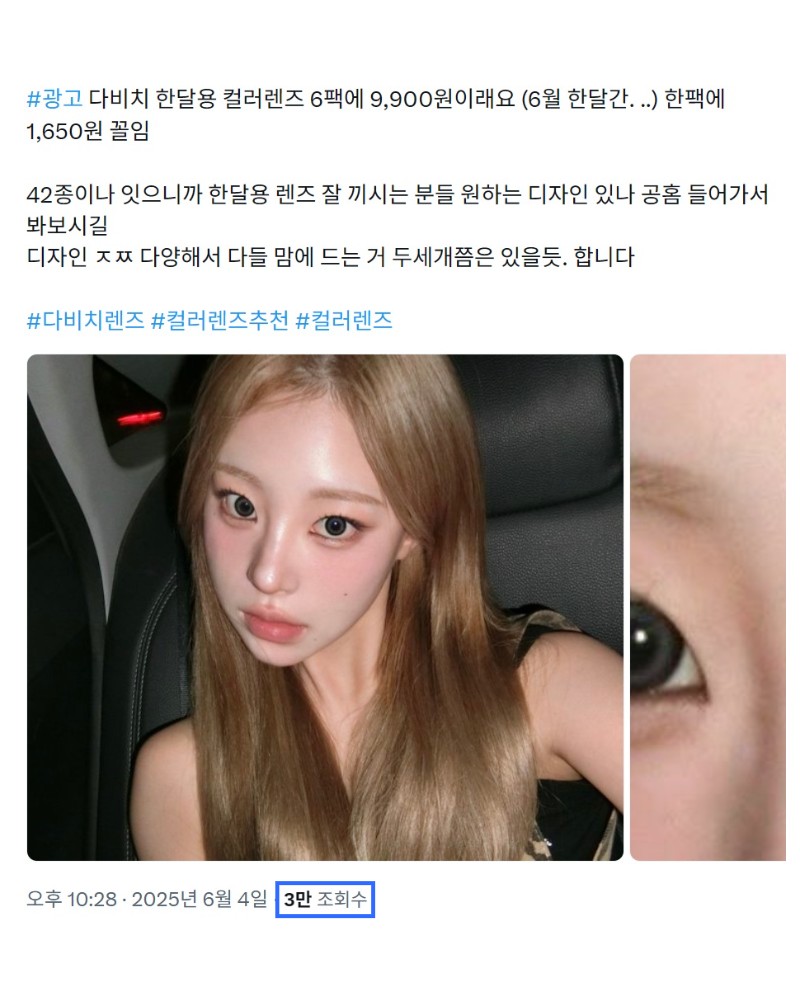 #광고 다비치 한달용 컬러렌즈 6팩에 9,900원이래요 (6월 한달간. ..) 한팩에
1,650원 꼴임
42종이나 잇으니까 한달용 렌즈 잘 끼시는 분들 원하는 디자인 있나 공홈 들어가서
봐보시길
디자인 ㅈㅉ 다양해서 다들 맘에 드는 거 두세개쯤은 있을듯. 합니다
#다비치렌즈 #컬러렌즈추천 #컬러렌즈
오후 10:28 · 2025년 6월 4일 · 3만 조회수